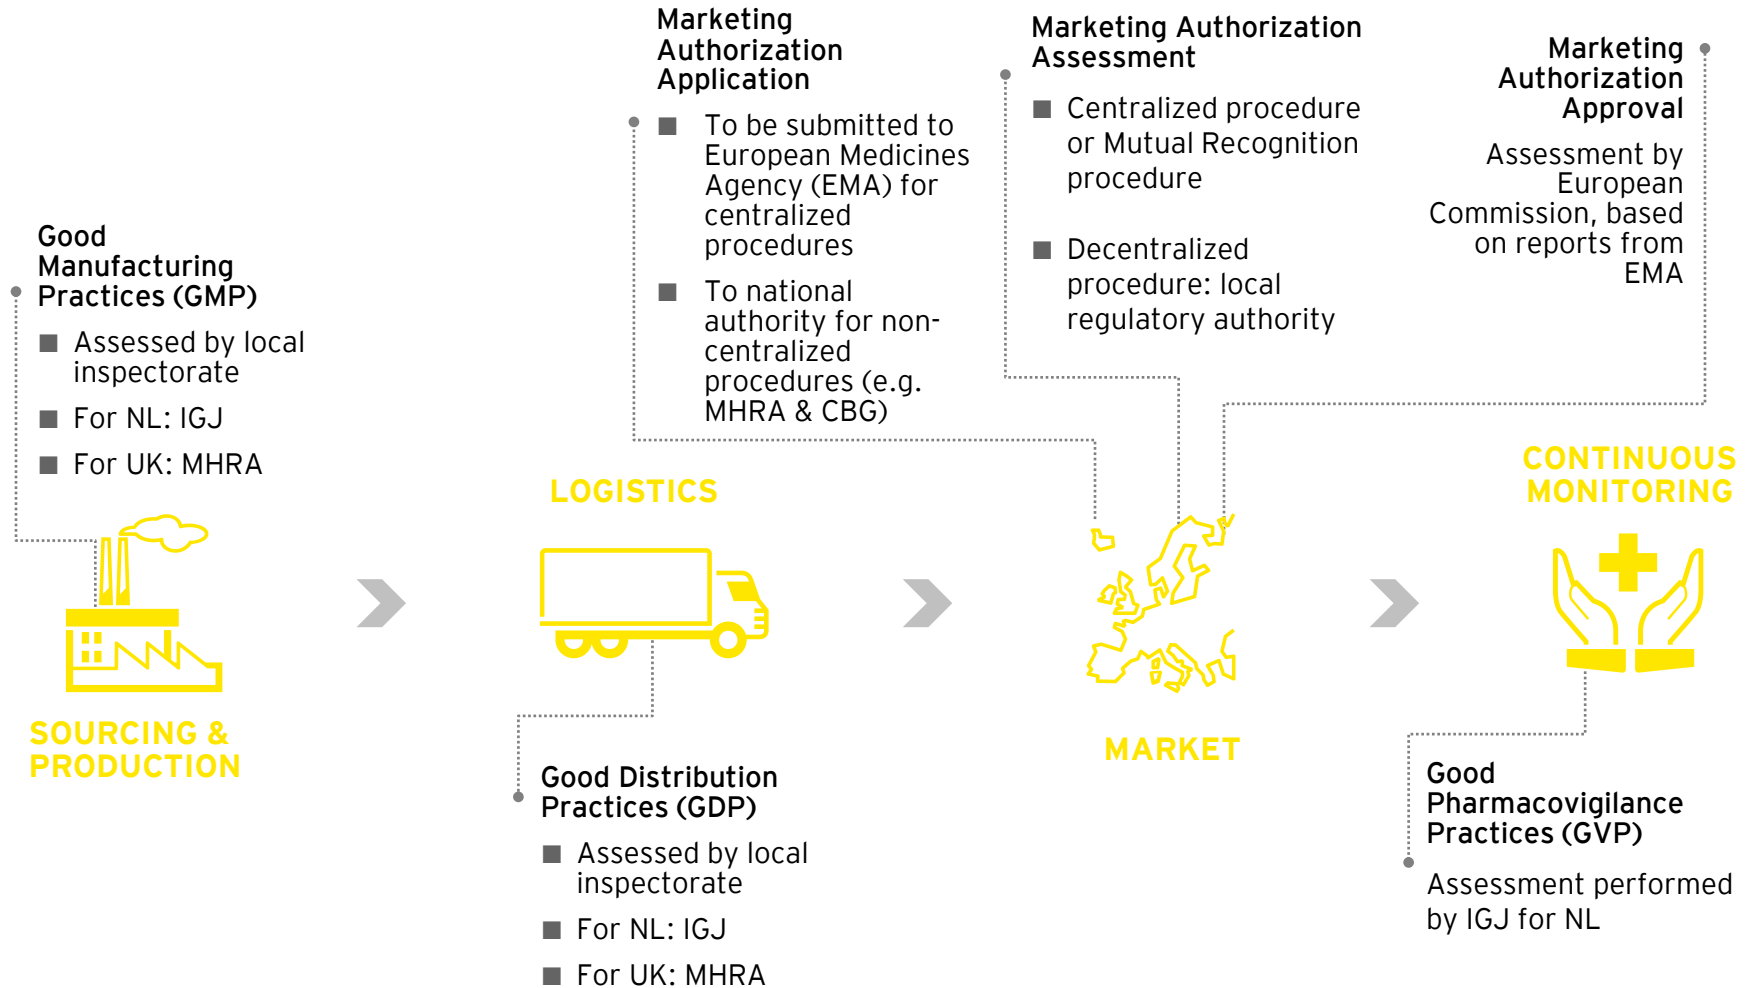 Good
Manufacturing
Practices (GMP)
■ Assessed by local
inspectorate
■ For NL: IGJ
■ For UK: MHRA
SOURCING &
PRODUCTION
LOGISTICS
Good Distribution
Practices (GDP)
■ Assessed by local
inspectorate
■ For NL: IGJ
■ For UK: MHRA
Marketing
Authorization
Application
■ To be submitted to
European Medicines
Agency (EMA) for
centralized
procedures
■ To national
authority for non-
centralized
procedures (e.g.
MHRA & CBG)
Marketing Authorization
Assessment
■ Centralized procedure
or Mutual Recognition
procedure
■ Decentralized
procedure: local
regulatory authority
Marketing
Authorization
Approval
Assessment by
European
Commission, based
on reports from
EMA
MARKET
CONTINUOUS
MONITORING
Good
Pharmacovigilance
Practices (GVP)
Assessment performed
by IGJ for NL